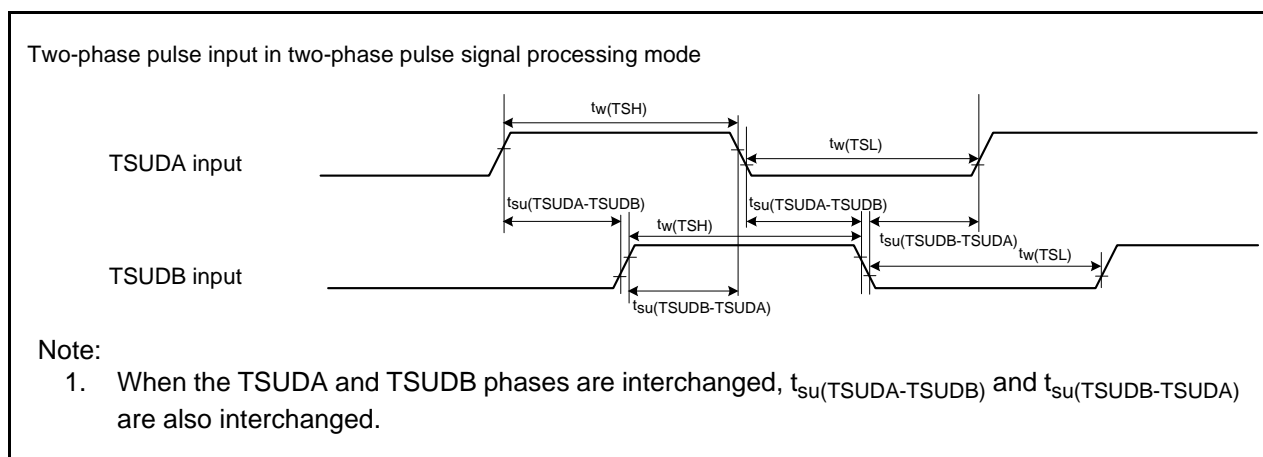 Two-phase pulse input in two-phase pulse signal processing mode
tw(TSH)
TSUDA input
tw(TSL)
tsu(TSUDA-TSUDB)
tsu(TSUDA-TSUDB)
tw(TSH)
tsu(TSUDB-TSUDA)
tw(TSL)
TSUDB input
tsu(TSUDB-TSUDA)
Note:
1. When the TSUDA and TSUDB phases are interchanged, tsu(TSUDA-TSUDB) and tsu(TSUDB-TSUDA)
are also interchanged.